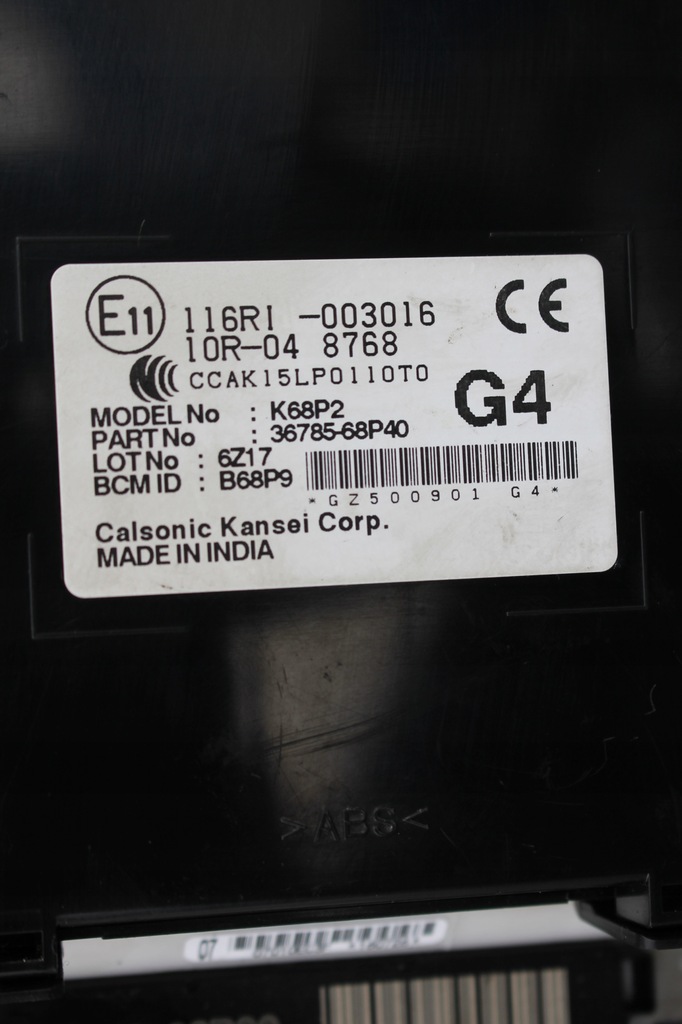 E11 116RI -003016 CE
10R-04 8768
CCAK15LP0110T0
G4
MODEL No : K68P2
PART No : 36785-68P40
LOT No : 6Z17
BCM ID : B68P9
*GZ500901 G4*
Calsonic Kansei Corp.
MADE IN INDIA
>ABS<
07